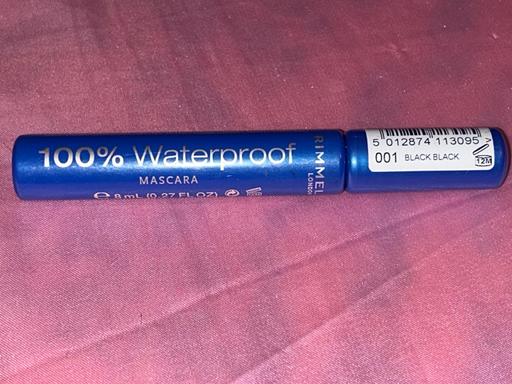 100% Waterproof
MASCARA
℮ 8 mL (0.27 FL OZ)
RIMMEL
LONDON
5 012874 113095
001 BLACK BLACK
12M